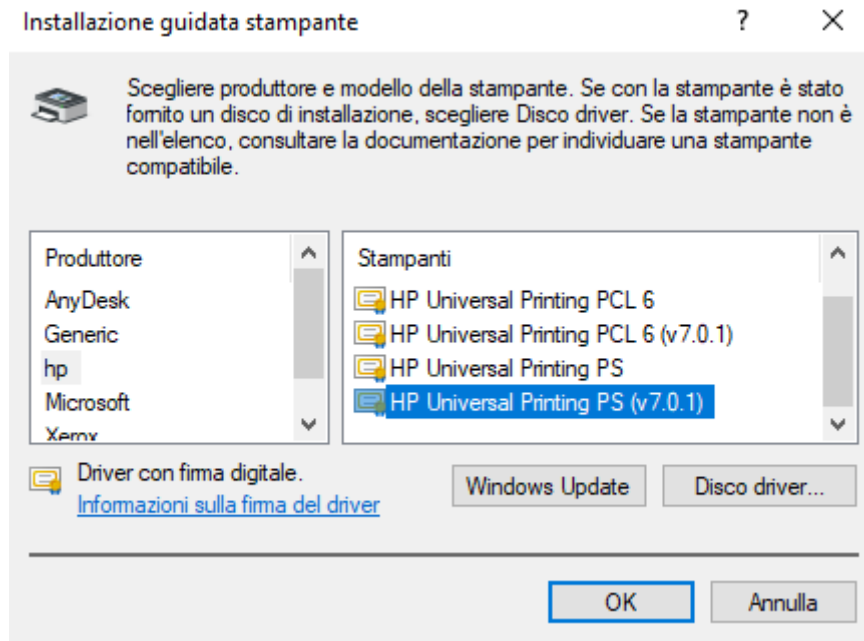 Installazione guidata stampante
?
Scegliere produttore e modello della stampante. Se con la stampante è stato
fornito un disco di installazione, scegliere Disco driver. Se la stampante non è
nell'elenco, consultare la documentazione per individuare una stampante
compatibile.
Produttore
AnyDesk
Generic
hp
Microsoft
Xerox
Stampanti
HP Universal Printing PCL 6
HP Universal Printing PCL 6 (v7.0.1)
HP Universal Printing PS
HP Universal Printing PS (v7.0.1)
Driver con firma digitale.
Informazioni sulla firma del driver
Windows Update
Disco driver...
OK
Annulla